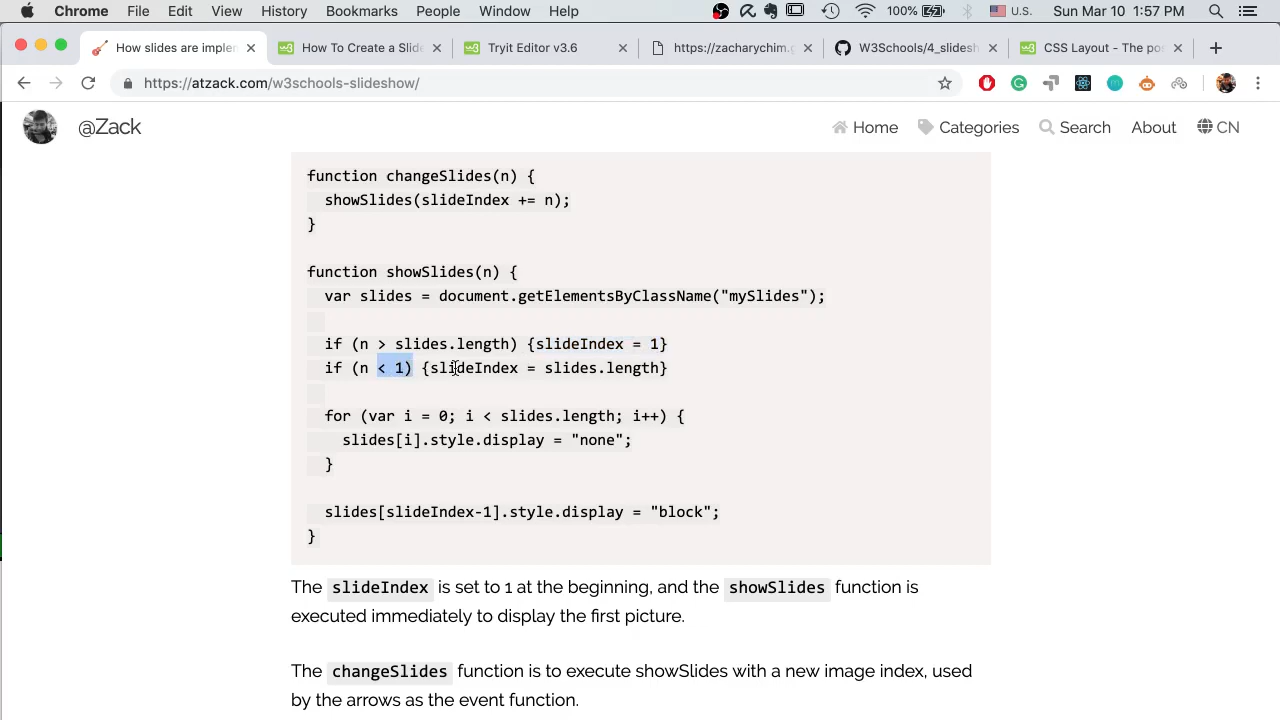 Chrome File Edit View History Bookmarks People Window Help 100% U.S. Sun Mar 10 1:57 PM
How slides are implen How To Create a Slide Tryit Editor v3.6 https://zacharychim.g W3Schools/4_slidesh CSS Layout - The po
https://atzack.com/w3schools-slideshow/
@Zack Home Categories Search About CN
function changeSlides(n) {
showSlides(slideIndex += n);
}
function showSlides(n) {
var slides = document.getElementsByClassName("mySlides");
if (n > slides.length) {slideIndex = 1}
if (n < 1) {slideIndex = slides.length}
for (var i = 0; i < slides.length; i++) {
slides[i].style.display = "none";
}
slides[slideIndex-1].style.display = "block";
}
The slideIndex is set to 1 at the beginning, and the showSlides function is
executed immediately to display the first picture.
The changeSlides function is to execute showSlides with a new image index, used
by the arrows as the event function.